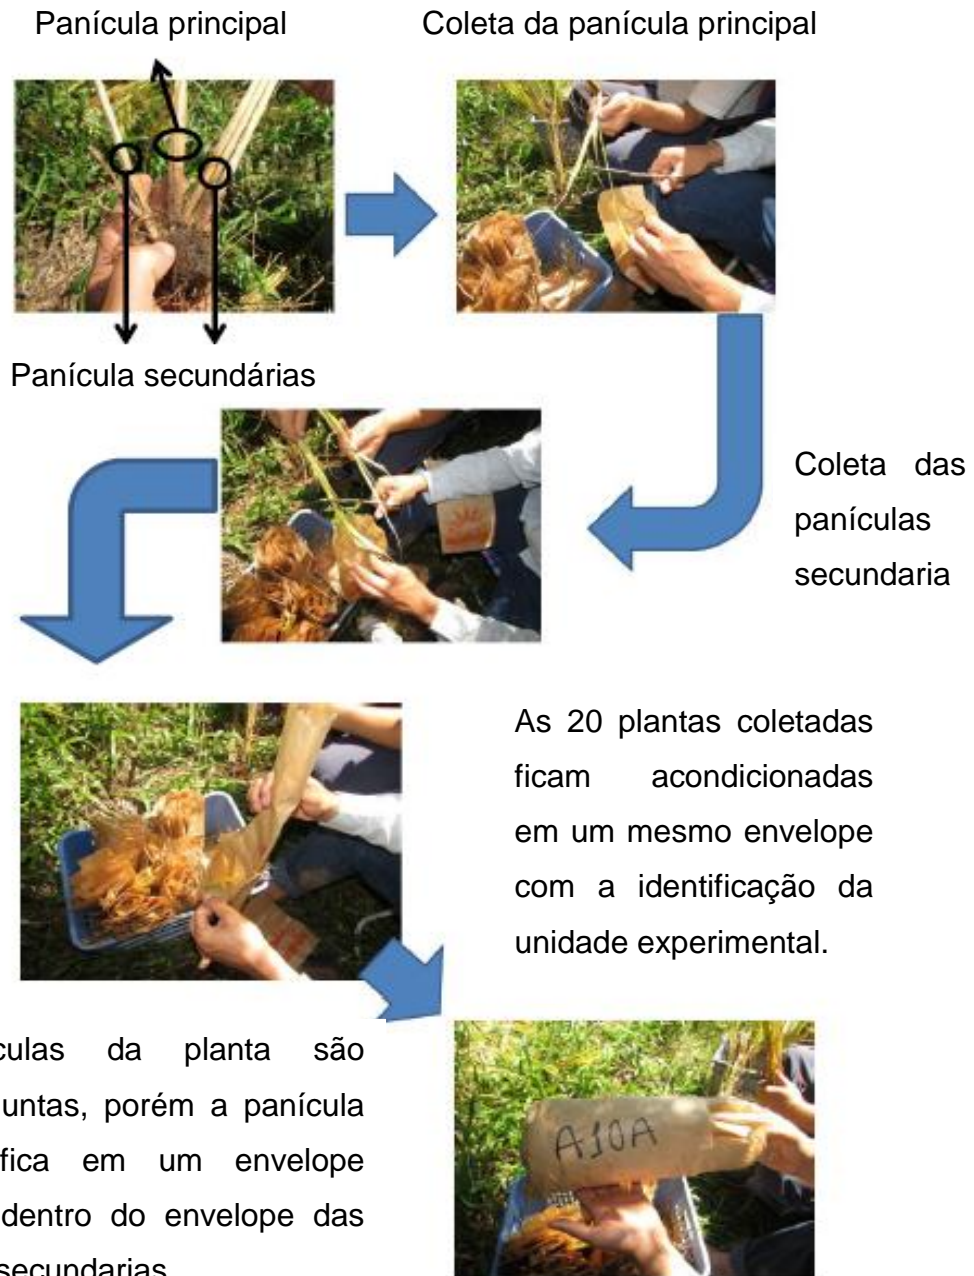 Panícula principal
Coleta da panícula principal
Panícula secundárias
Coleta das
panículas
secundaria
As 20 plantas coletadas
ficam acondicionadas
em um mesmo envelope
com a identificação da
unidade experimental.
culas da planta são
untas, porém a panícula
fica em um envelope
dentro do envelope das
secundarias
A10A